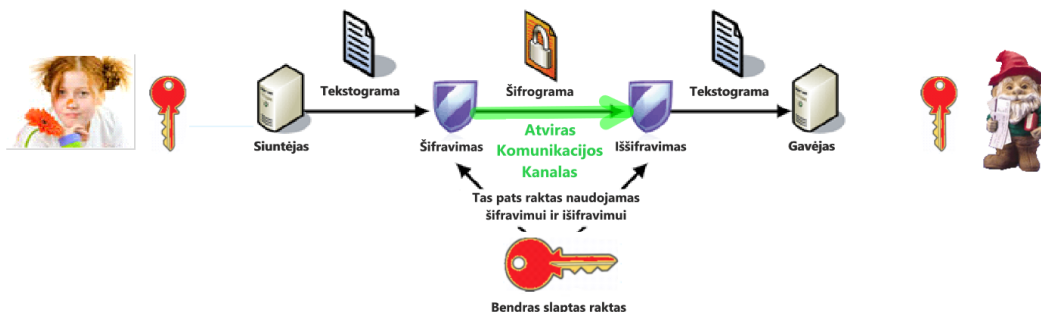 Tekstograma
Šifrograma
Tekstograma
Siuntėjas
Šifravimas
Atviras
Komunikacijos
Kanalas
Iššifravimas
Gavėjas
Tas pats raktas naudojamas
šifravimui ir išifravimui
Bendras slaptas raktas